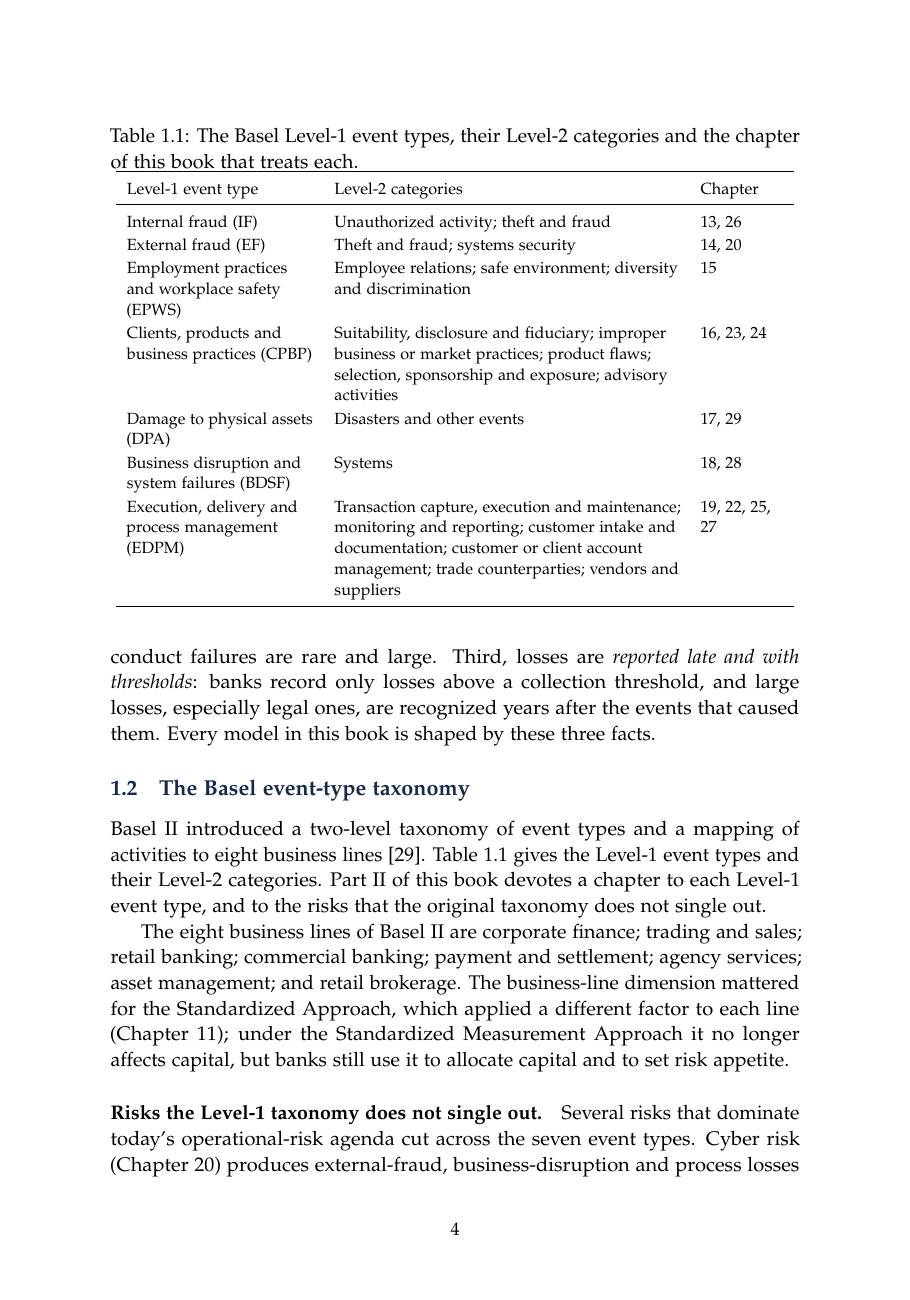 Table 1.1: The Basel Level-1 event types, their Level-2 categories and the chapter
of this book that treats each.
Level-1 event type Level-2 categories Chapter
Internal fraud (IF) Unauthorized activity; theft and fraud 13, 26
External fraud (EF) Theft and fraud; systems security 14, 20
Employment practices Employee relations; safe environment; diversity 15
and workplace safety and discrimination
(EPWS)
Clients, products and Suitability, disclosure and fiduciary; improper 16, 23, 24
business practices (CPBP) business or market practices; product flaws;
selection, sponsorship and exposure; advisory
activities
Damage to physical assets Disasters and other events 17, 29
(DPA)
Business disruption and Systems 18, 28
system failures (BDSF)
Execution, delivery and Transaction capture, execution and maintenance; 19, 22, 25,
process management monitoring and reporting; customer intake and 27
(EDPM) documentation; customer or client account
management; trade counterparties; vendors and
suppliers
conduct failures are rare and large. Third, losses are reported late and with
thresholds: banks record only losses above a collection threshold, and large
losses, especially legal ones, are recognized years after the events that caused
them. Every model in this book is shaped by these three facts.
1.2 The Basel event-type taxonomy
Basel II introduced a two-level taxonomy of event types and a mapping of
activities to eight business lines [29]. Table 1.1 gives the Level-1 event types and
their Level-2 categories. Part II of this book devotes a chapter to each Level-1
event type, and to the risks that the original taxonomy does not single out.
The eight business lines of Basel II are corporate finance; trading and sales;
retail banking; commercial banking; payment and settlement; agency services;
asset management; and retail brokerage. The business-line dimension mattered
for the Standardized Approach, which applied a different factor to each line
(Chapter 11); under the Standardized Measurement Approach it no longer
affects capital, but banks still use it to allocate capital and to set risk appetite.
Risks the Level-1 taxonomy does not single out. Several risks that dominate
today's operational-risk agenda cut across the seven event types. Cyber risk
(Chapter 20) produces external-fraud, business-disruption and process losses
4